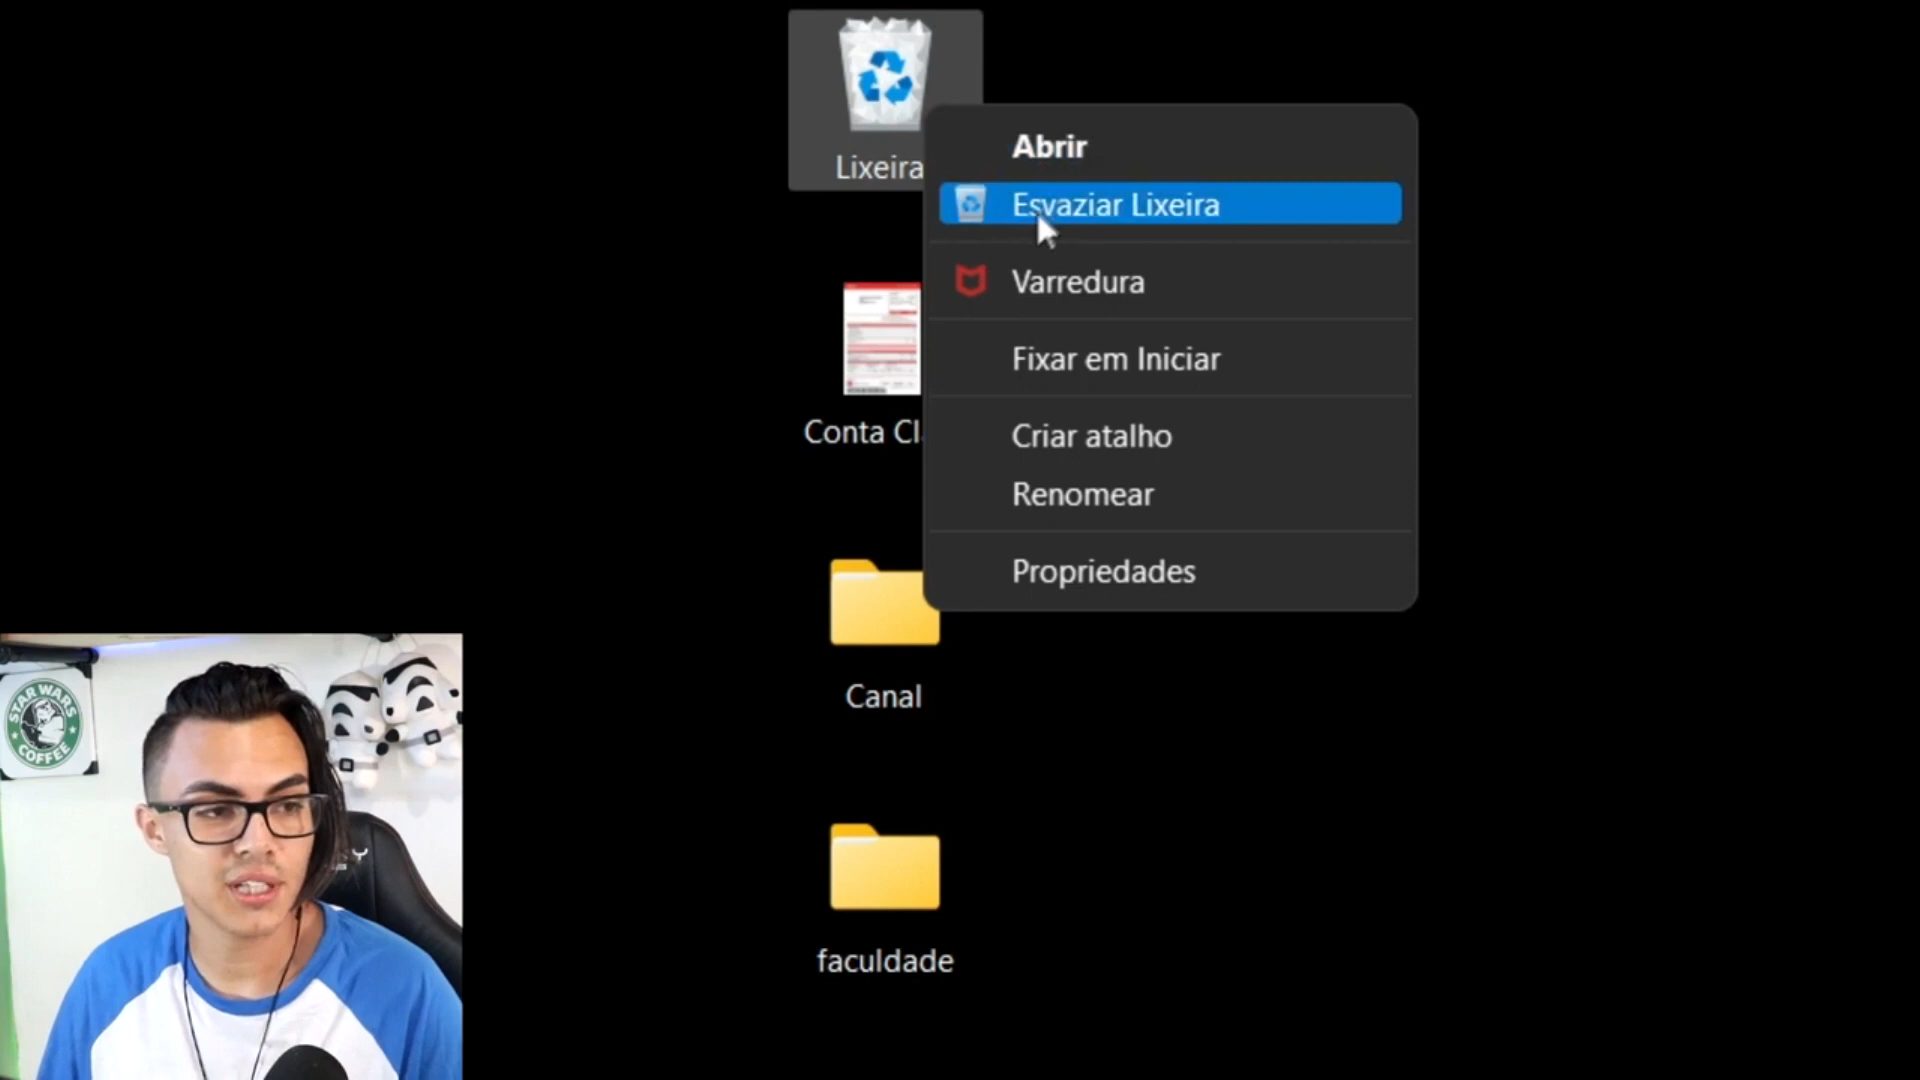 Lixeira
Abrir
Esvaziar Lixeira
Varredura
Fixar em Iniciar
Criar atalho
Renomear
Propriedades
Conta Cl
Canal
faculdade
STAR WARS
COFFEE